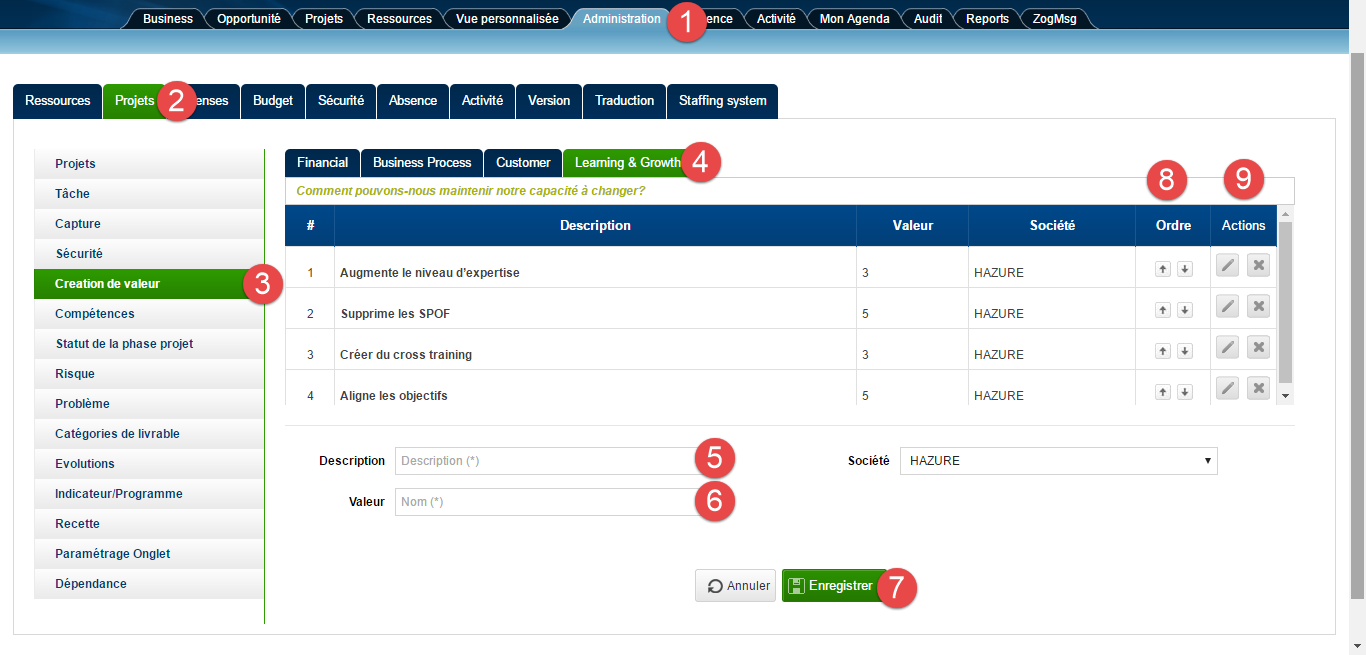 Business Opportunité Projets Ressources Vue personnalisée Administration 1 ence Activité Mon Agenda Audit Reports ZogMsg
Ressources Projets 2 enses Budget Sécurité Absence Activité Version Traduction Staffing system
Projets
Tâche
Capture
Sécurité
Creation de valeur 3
Compétences
Statut de la phase projet
Risque
Problème
Catégories de livrable
Evolutions
Indicateur/Programme
Recette
Paramétrage Onglet
Dépendance
Financial Business Process Customer Learning & Growth 4
Comment pouvons-nous maintenir notre capacité à changer?
8 9
# Description Valeur Société Ordre Actions
1 Augmente le niveau d'expertise 3 HAZURE
2 Supprime les SPOF 5 HAZURE
3 Créer du cross training 3 HAZURE
4 Aligne les objectifs 5 HAZURE
Description Description (*) 5 Société HAZURE
Valeur Nom (*) 6
Annuler Enregistrer 7